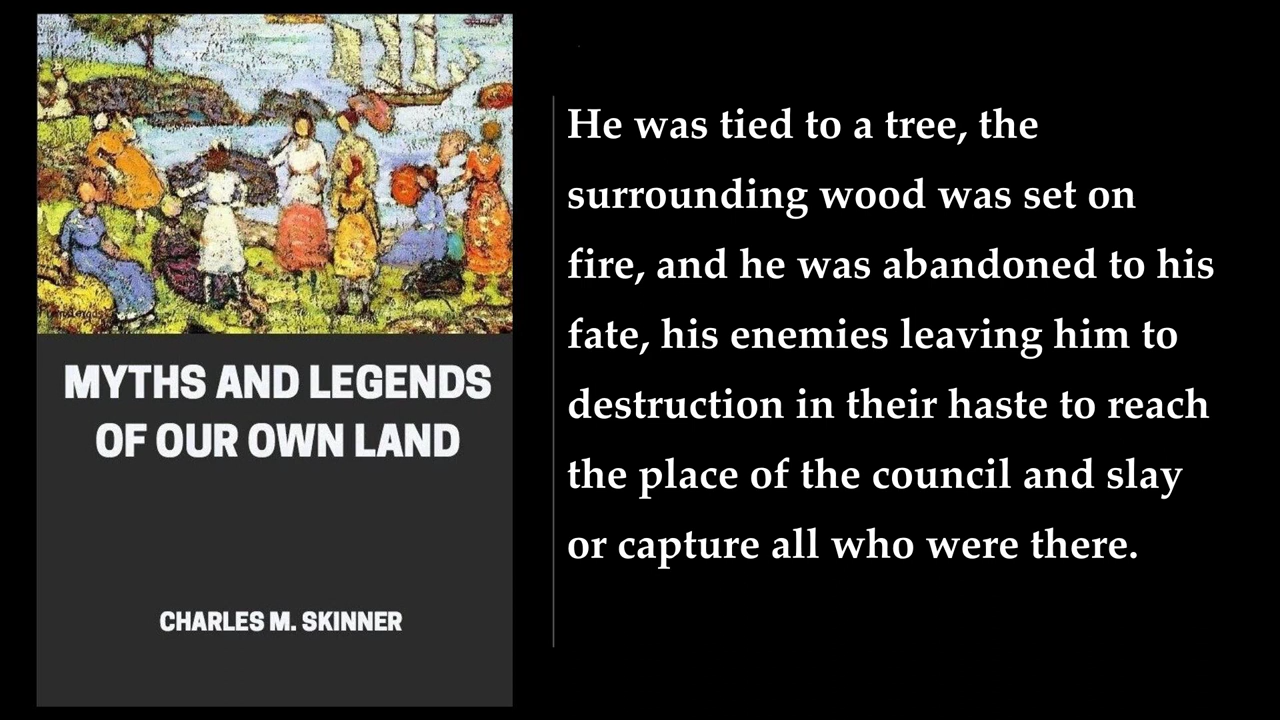 MYTHS AND LEGENDS
OF OUR OWN LAND
CHARLES M. SKINNER
He was tied to a tree, the
surrounding wood was set on
fire, and he was abandoned to his
fate, his enemies leaving him to
destruction in their haste to reach
the place of the council and slay
or capture all who were there.